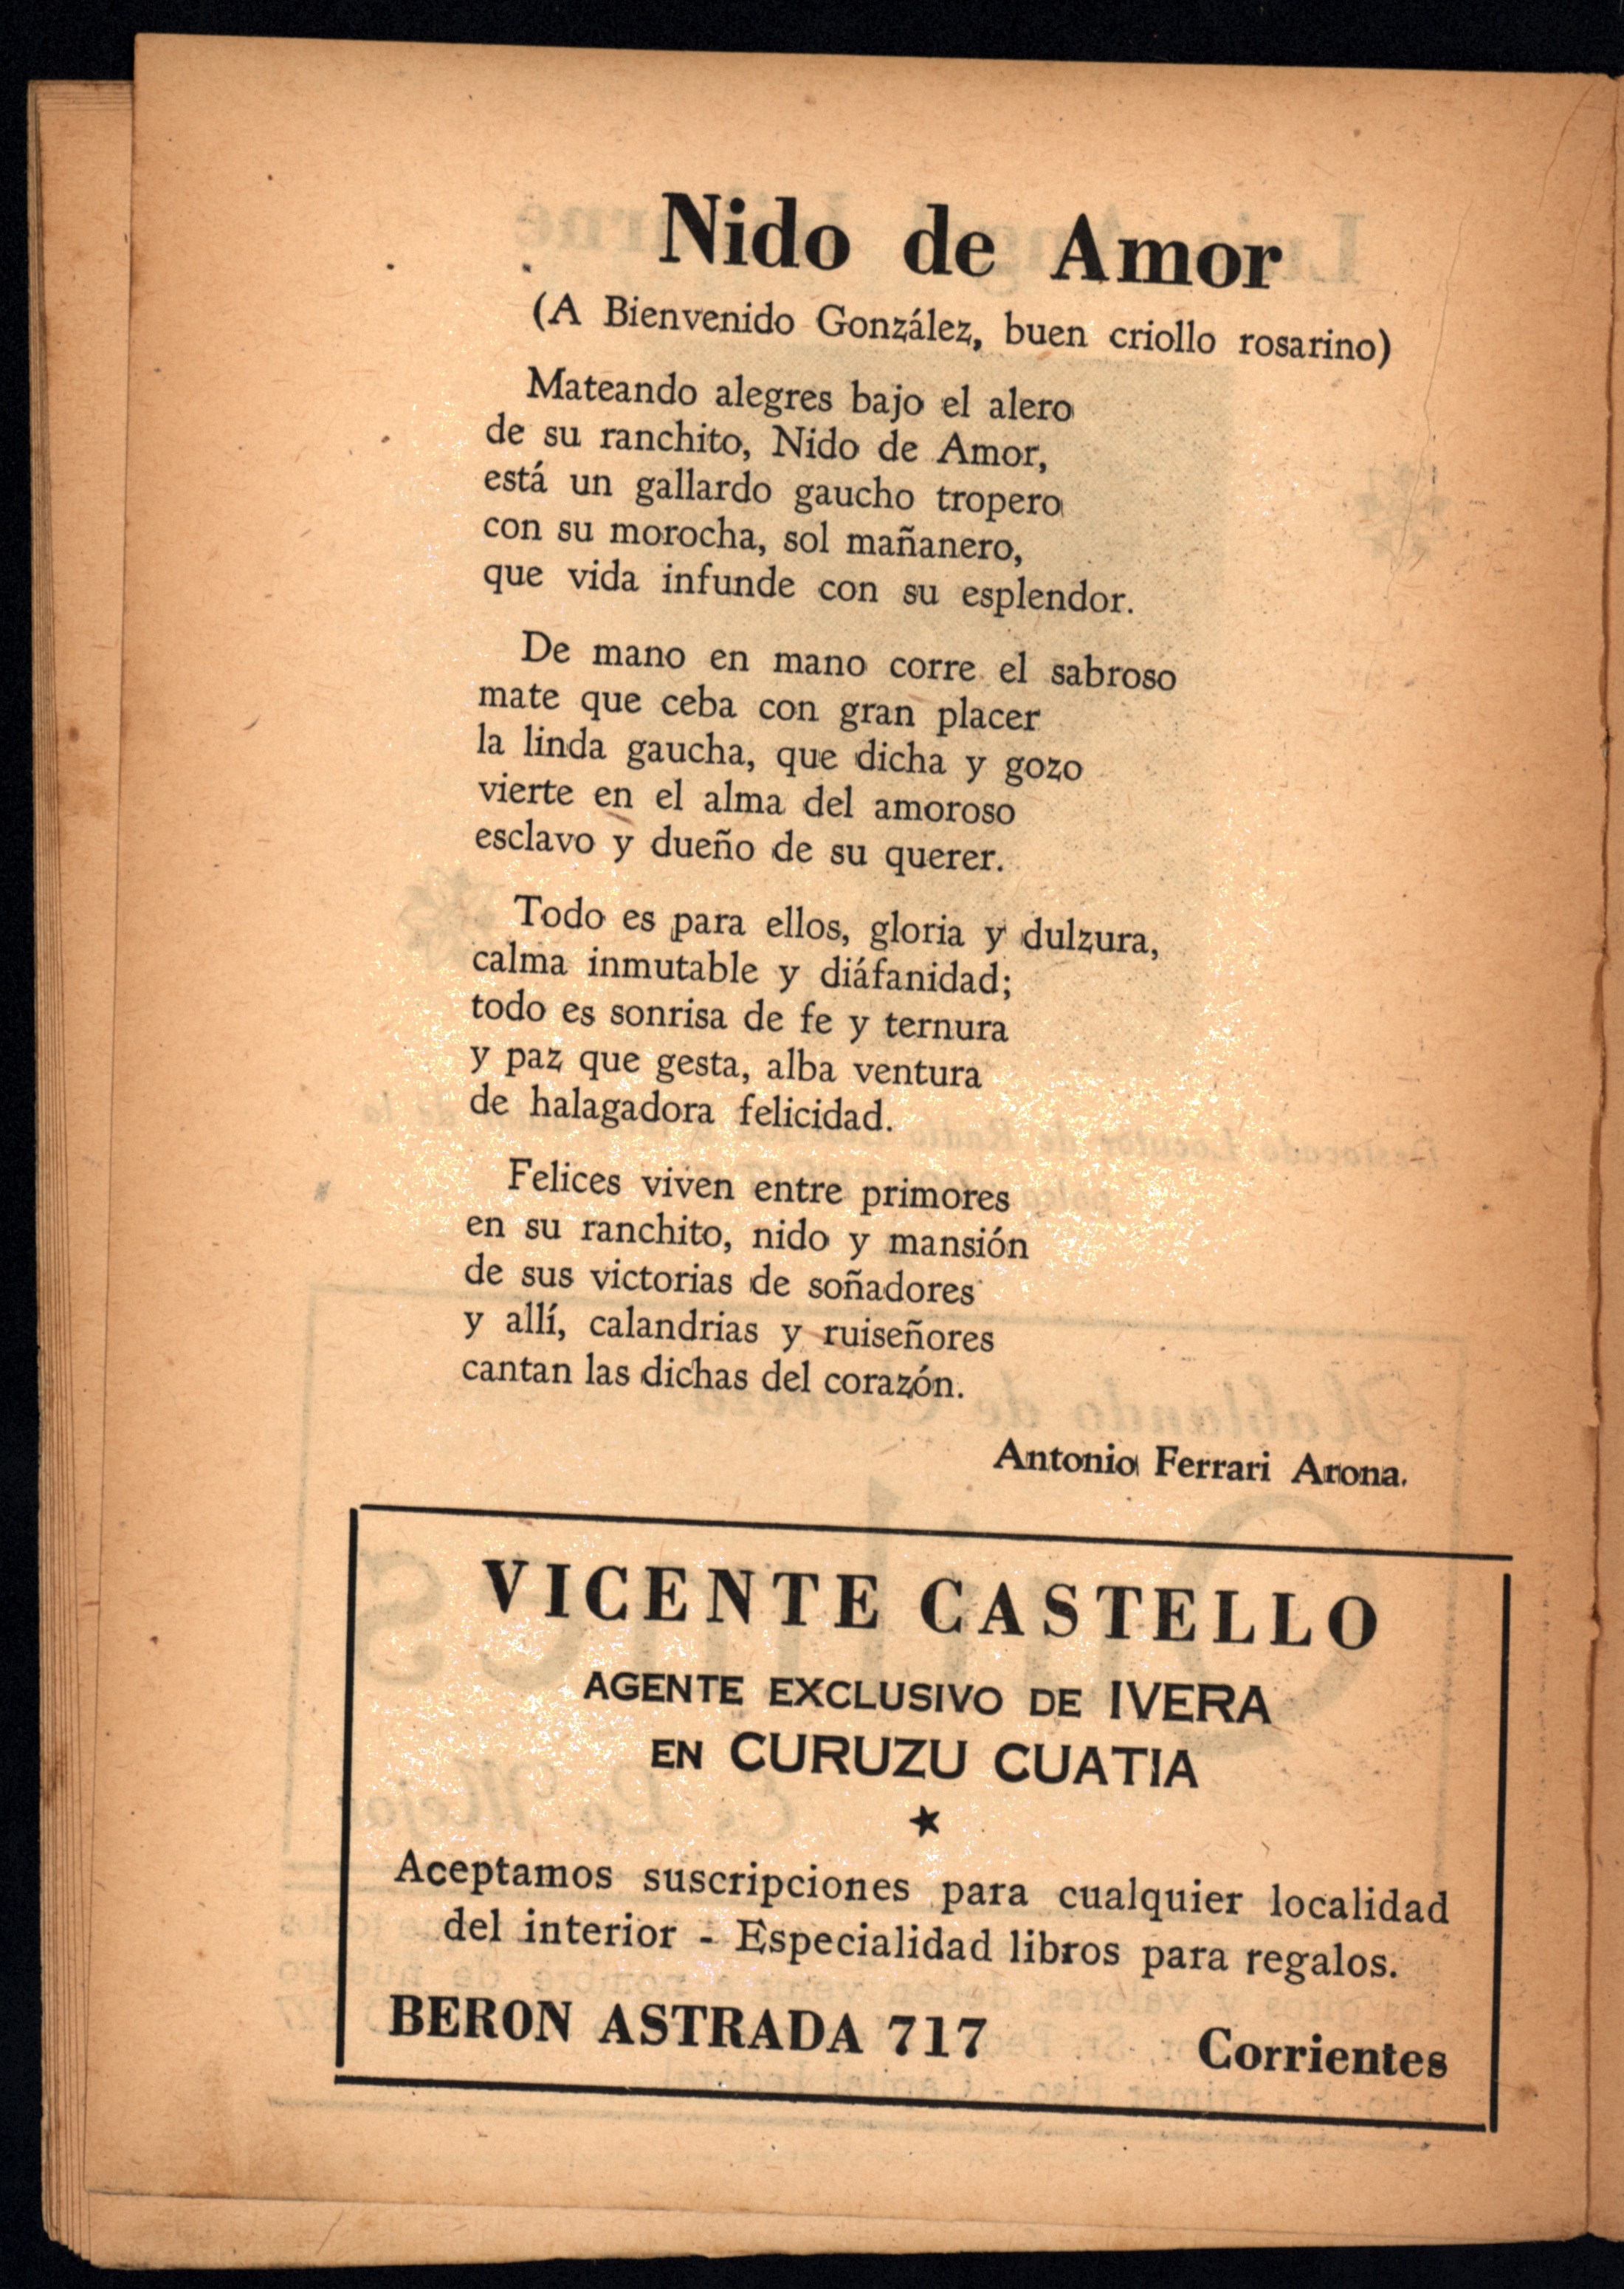 Nido de Amor
(A Bienvenido González, buen criollo rosarino)
Mateando alegres bajo el alero
de su ranchito, Nido de Amor,
está un gallardo gaucho tropero
con su morocha, sol mañanero,
que vida infunde con su esplendor.
De mano en mano corre el sabroso
mate que ceba con gran placer
la linda gaucha, que dicha y gozo
vierte en el alma del amoroso
esclavo y dueño de su querer.
Todo es para ellos, gloria y dulzura,
calma inmutable y diáfanidad;
todo es sonrisa de fe y ternura
y paz que gesta, alba ventura
de halagadora felicidad.
Felices viven entre primores
en su ranchito, nido y mansión
de sus victorias de soñadores
y allí, calandrias y ruiseñores
cantan las dichas del corazón.
Antonio Ferrari Arona.
VICENTE CASTELLO
AGENTE EXCLUSIVO DE IVERA
EN CURUZU CUATIA
★
Aceptamos suscripciones para cualquier localidad
del interior - Especialidad libros para regalos.
BERON ASTRADA 717 Corrientes